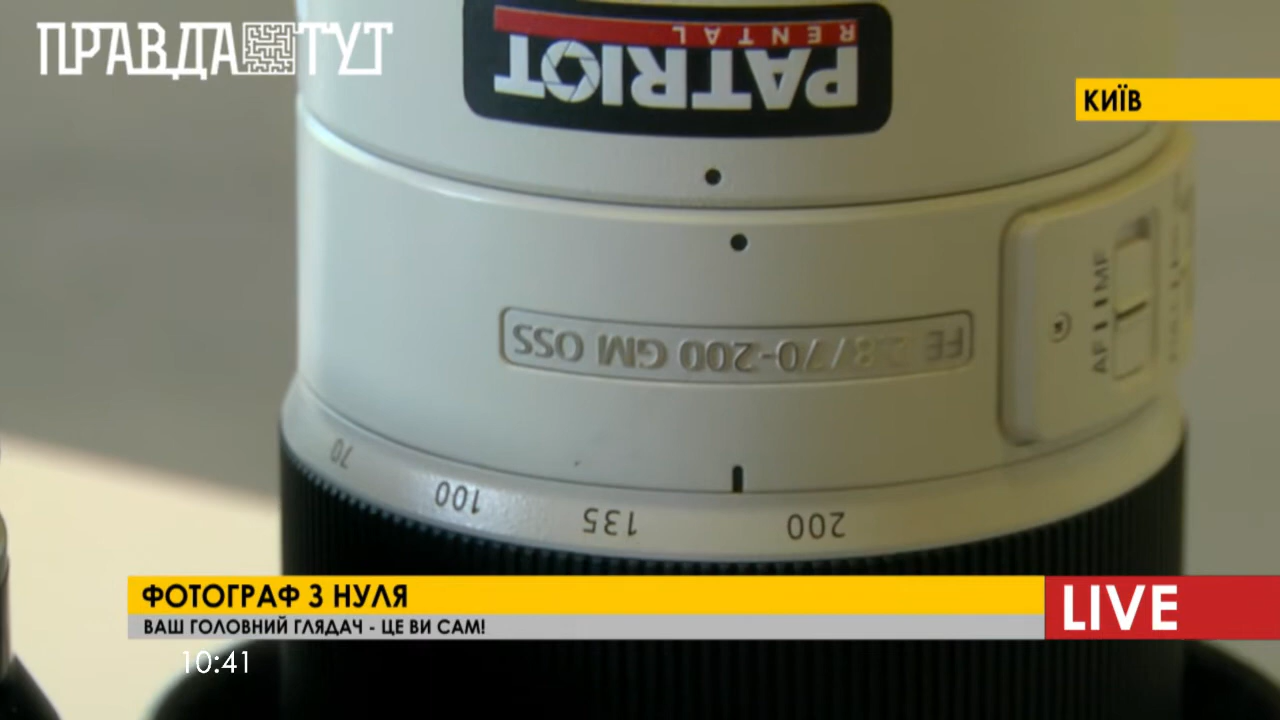 ПРАВДА ТУТ
PATRIOT
RENTAL
КИЇВ
AF MF
FE 2.8/70-200 GM OSS
70 100 135 200
ФОТОГРАФ З НУЛЯ
ВАШ ГОЛОВНИЙ ГЛЯДАЧ - ЦЕ ВИ САМ!
LIVE
10:41